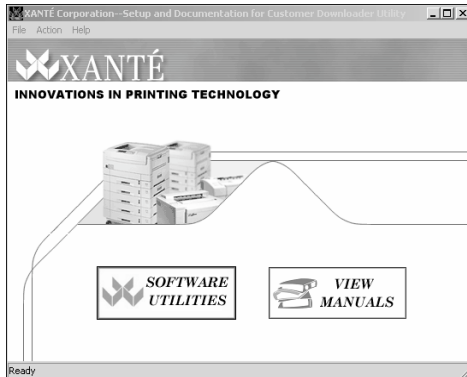 XANTÉ Corporation--Setup and Documentation for Customer Downloader Utility
File Action Help
XANTÉ
INNOVATIONS IN PRINTING TECHNOLOGY
SOFTWARE
UTILITIES
VIEW
MANUALS
Ready